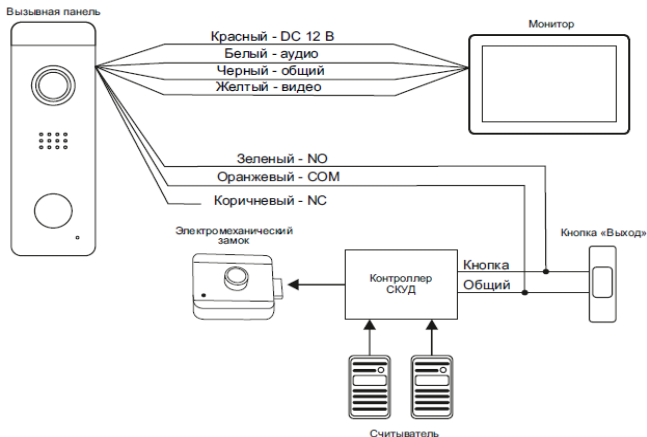 Вызывная панель
Монитор
Красный - DC 12 В
Белый - аудио
Черный - общий
Желтый - видео
Зеленый - NO
Оранжевый - COM
Коричневый - NC
Электромеханический
замок
Кнопка «Выход»
Контроллер
СКУД
Кнопка
Общий
Считыватель